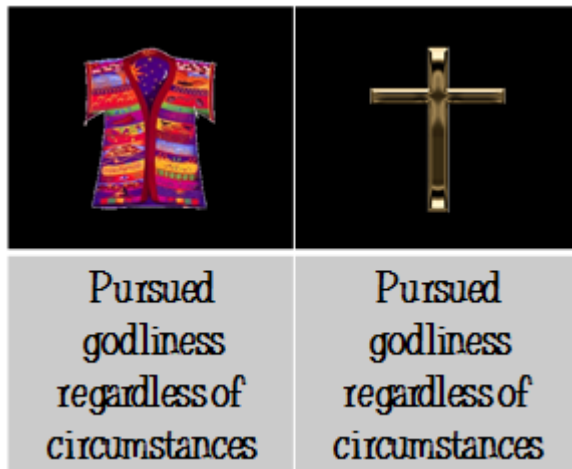 Pursued
godliness
regardless of
circumstances
Pursued
godliness
regardless of
circumstances